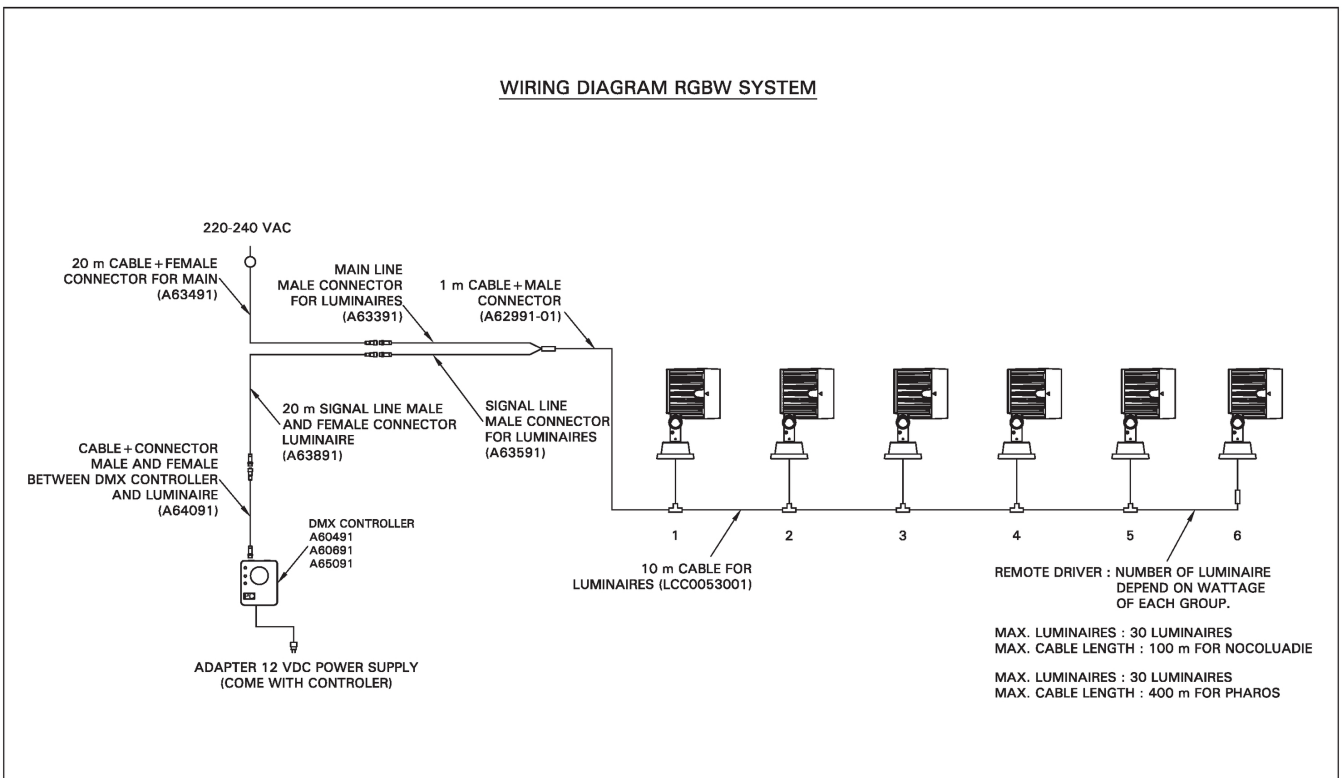 WIRING DIAGRAM RGBW SYSTEM
220-240 VAC
20 m CABLE+FEMALE
CONNECTOR FOR MAIN
(A63491)
MAIN LINE
MALE CONNECTOR
FOR LUMINAIRES
(A63391)
1 m CABLE+MALE
CONNECTOR
(A62991-01)
20 m SIGNAL LINE MALE
AND FEMALE CONNECTOR
LUMINAIRE
(A63891)
SIGNAL LINE
MALE CONNECTOR
FOR LUMINAIRES
(A63591)
CABLE+CONNECTOR
MALE AND FEMALE
BETWEEN DMX CONTROLLER
AND LUMINAIRE
(A64091)
DMX CONTROLLER
A60491
A60691
A65091
ADAPTER 12 VDC POWER SUPPLY
(COME WITH CONTROLER)
1 2 3 4 5 6
10 m CABLE FOR
LUMINAIRES (LCC0053001)
REMOTE DRIVER : NUMBER OF LUMINAIRE
DEPEND ON WATTAGE
OF EACH GROUP.
MAX. LUMINAIRES : 30 LUMINAIRES
MAX. CABLE LENGTH : 100 m FOR NOCOLUADIE
MAX. LUMINAIRES : 30 LUMINAIRES
MAX. CABLE LENGTH : 400 m FOR PHAROS